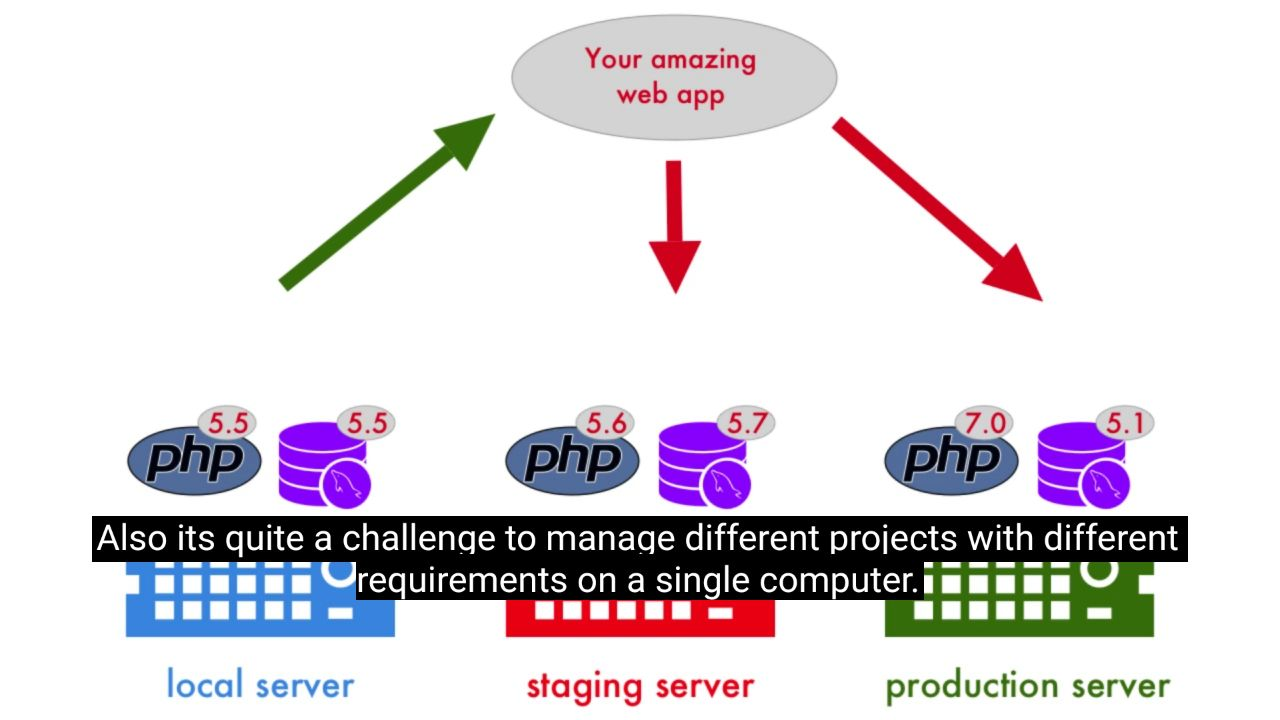 Your amazing
web app
5.5
5.5
5.6
5.7
7.0
5.1
php
php
php
Also its quite a challenge to manage different projects with different
requirements on a single computer.
local server
staging server
production server